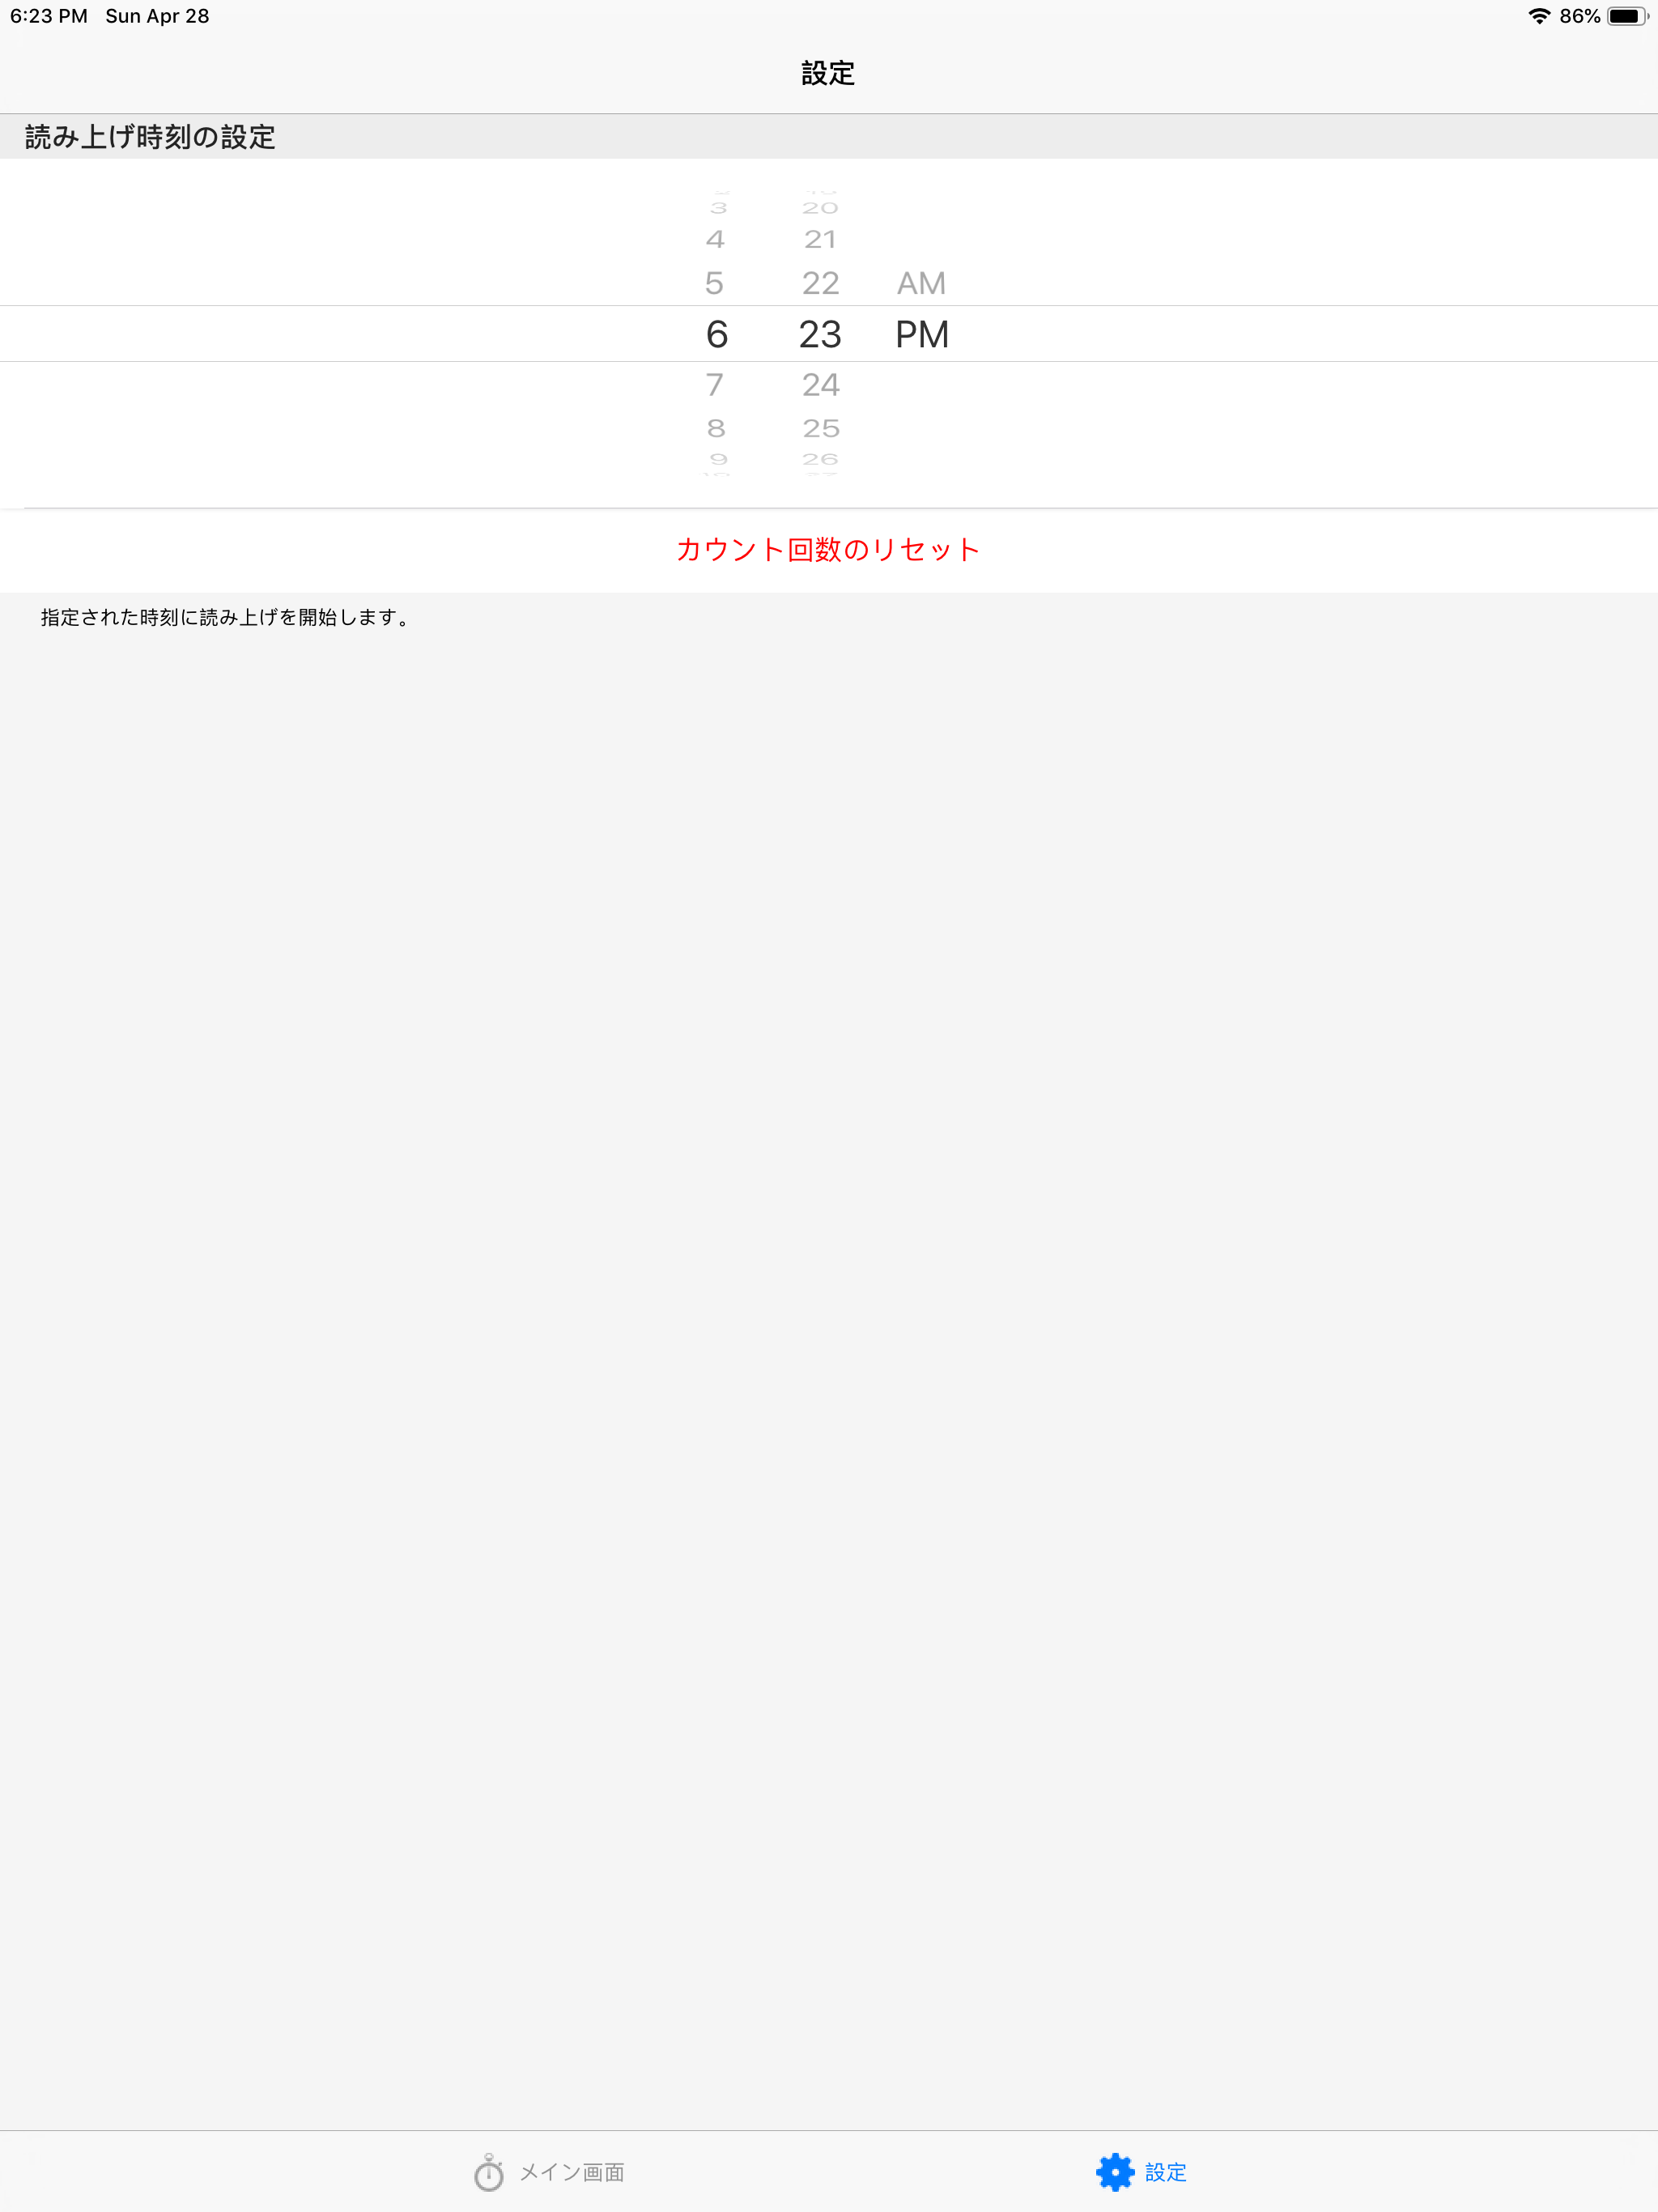 6:23 PM Sun Apr 28 86%
設定
読み上げ時刻の設定
3 20
4 21
5 22 AM
6 23 PM
7 24
8 25
9 26
カウント回数のリセット
指定された時刻に読み上げを開始します。
メイン画面 設定